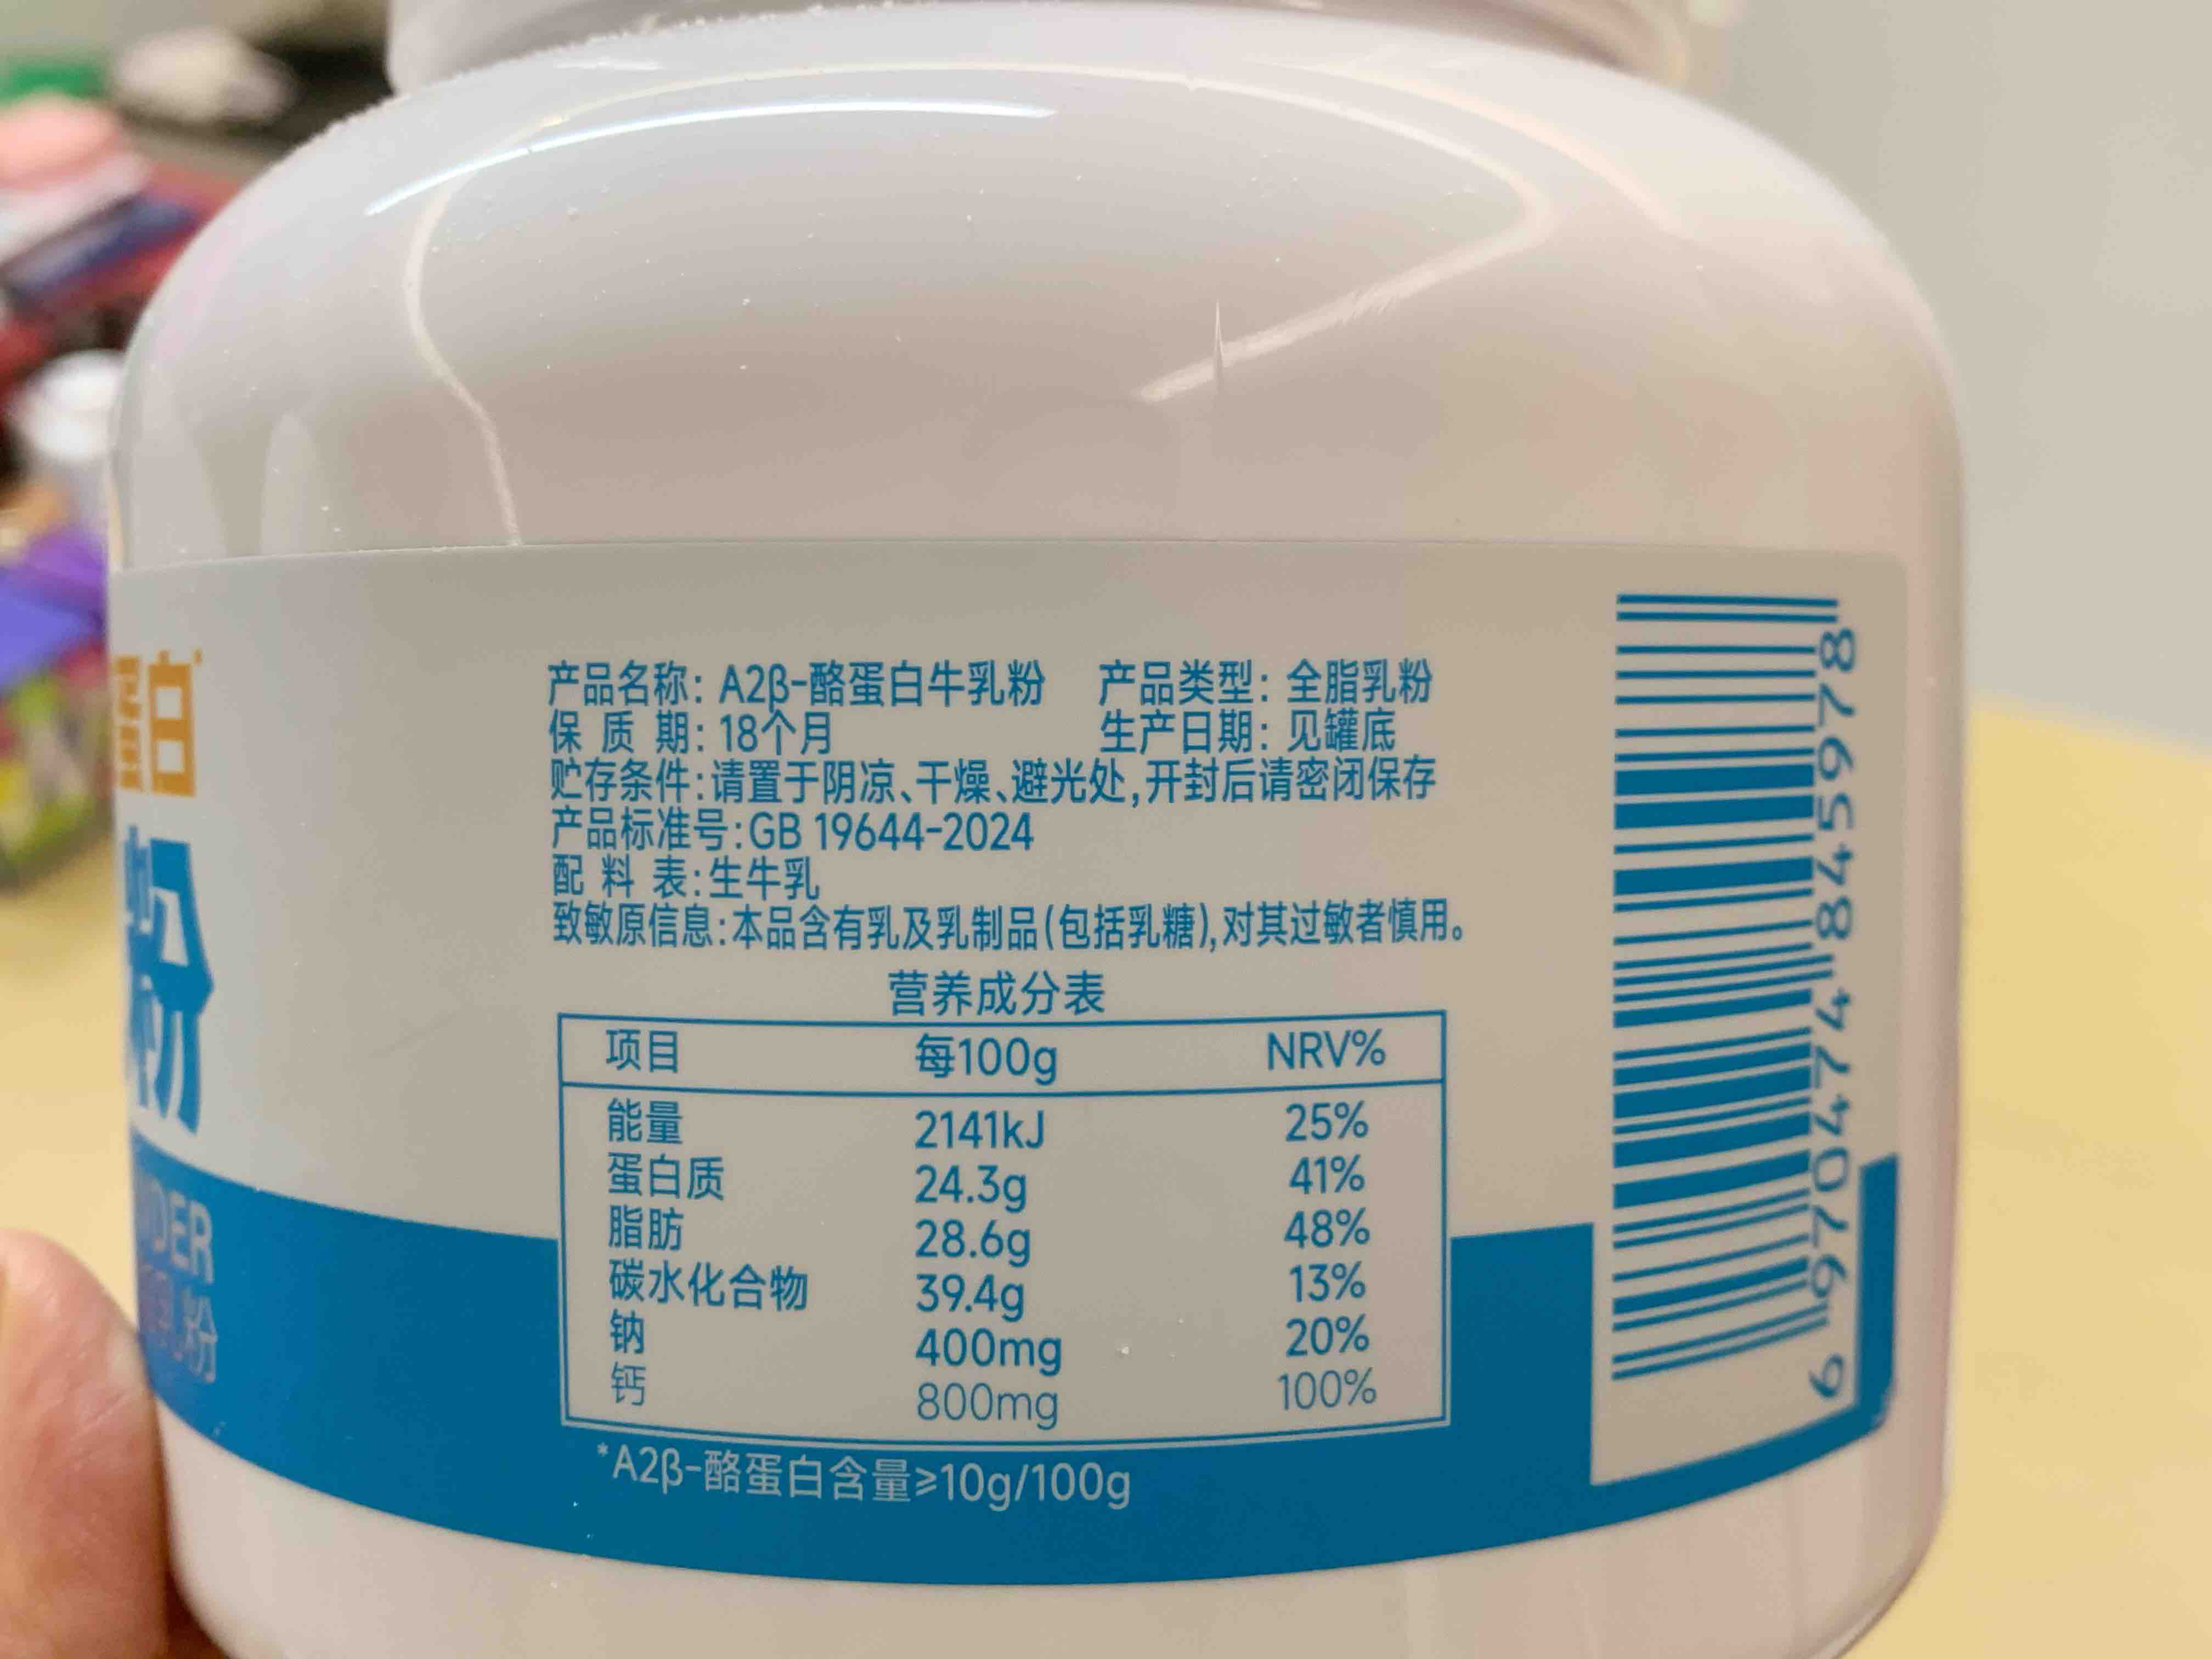 蛋白
粉
DER
乳粉
产品名称: A2β-酪蛋白牛乳粉 产品类型: 全脂乳粉
保 质 期: 18个月 生产日期: 见罐底
贮存条件:请置于阴凉、干燥、避光处,开封后请密闭保存
产品标准号:GB 19644-2024
配 料 表:生牛乳
致敏原信息:本品含有乳及乳制品(包括乳糖),对其过敏者慎用。
营养成分表
项目 每100g NRV%
能量 2141kJ 25%
蛋白质 24.3g 41%
脂肪 28.6g 48%
碳水化合物 39.4g 13%
钠 400mg 20%
钙 800mg 100%
*A2β-酪蛋白含量≥10g/100g
6 970474 845978